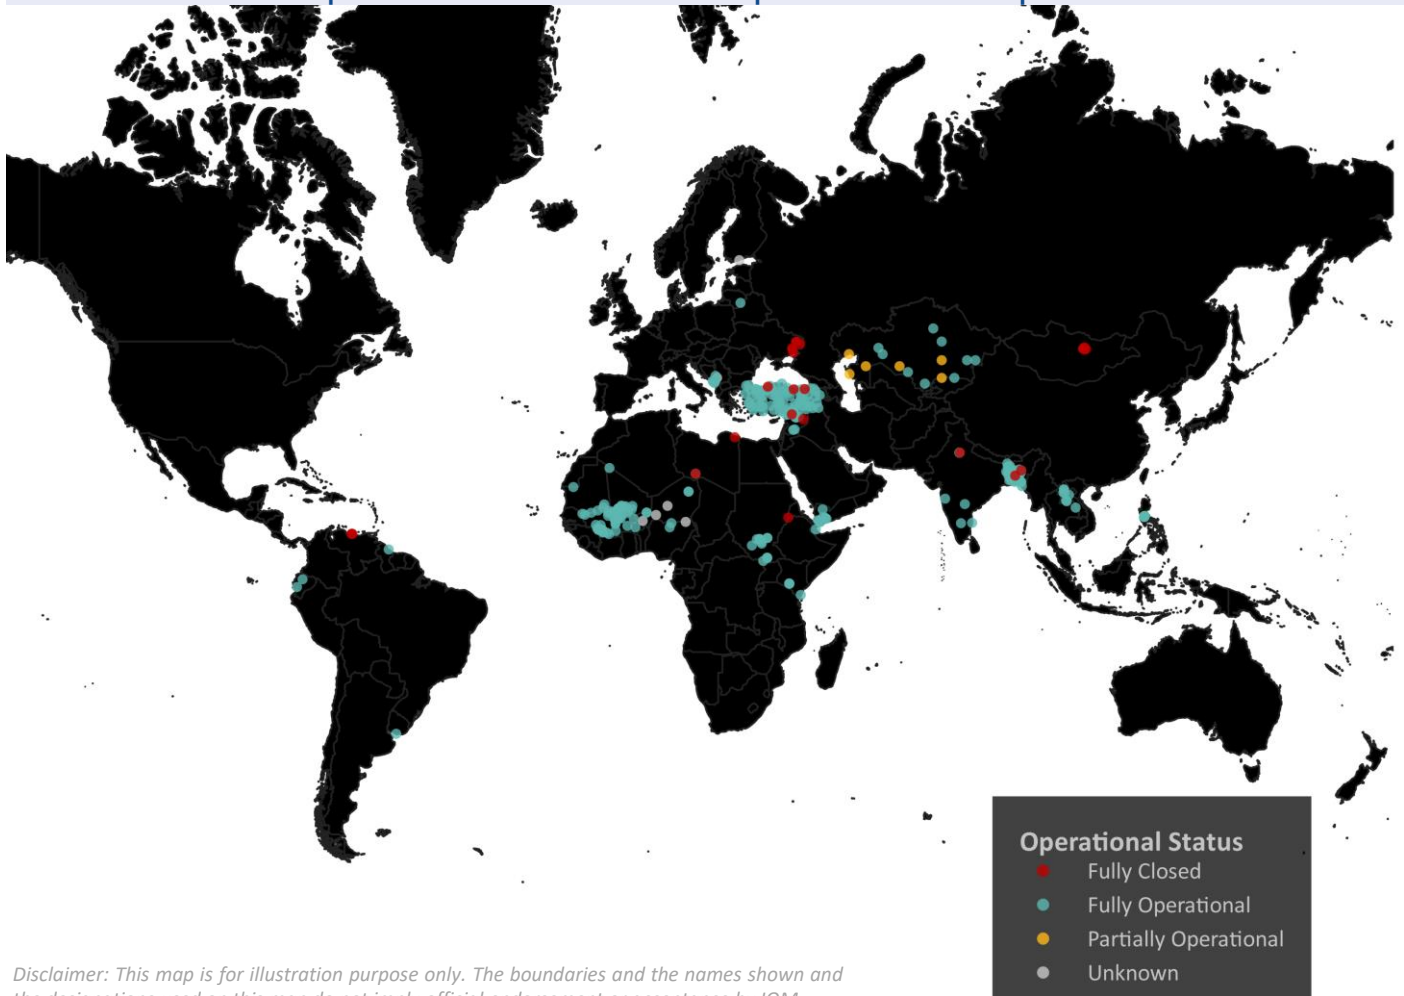 Operational Status
Fully Closed
Fully Operational
Partially Operational
Unknown
Disclaimer: This map is for illustration purpose only. The boundaries and the names shown and